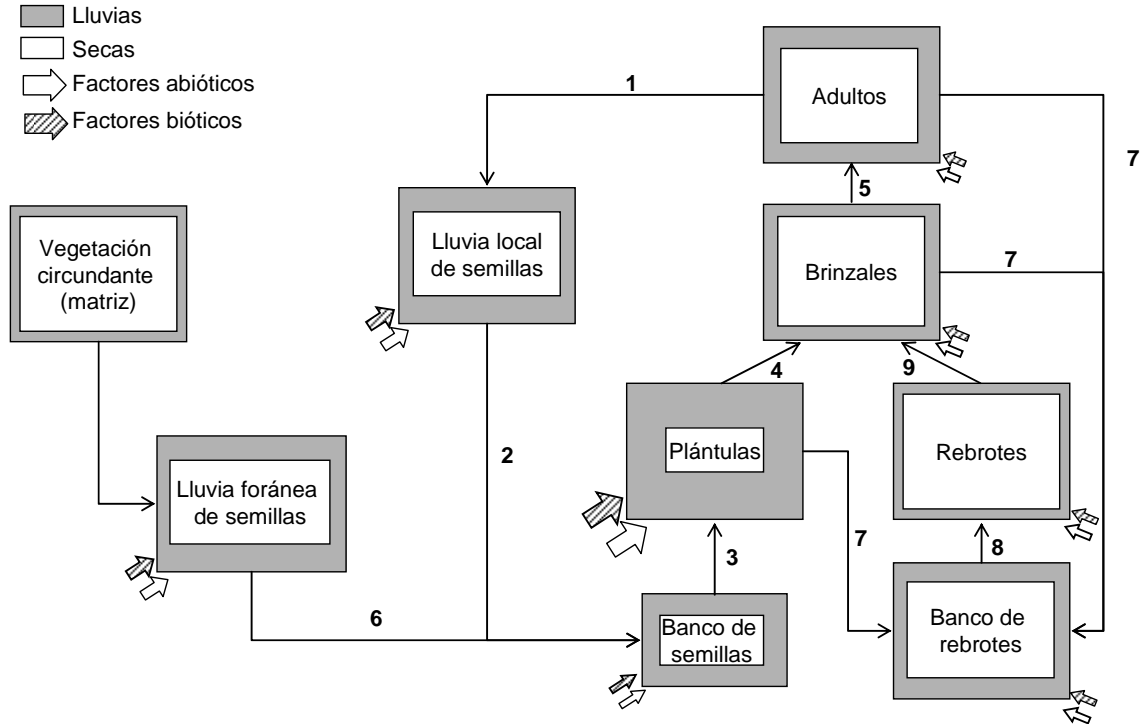 Lluvias
Secas
Factores abióticos
Factores bióticos
1
Adultos
7
5
Lluvia local
de semillas
Vegetación
circundante
(matriz)
Brinzales
7
4
9
2
Plántulas
Rebrotes
Lluvia foránea
de semillas
7
8
3
6
Banco de
semillas
Banco de
rebrotes